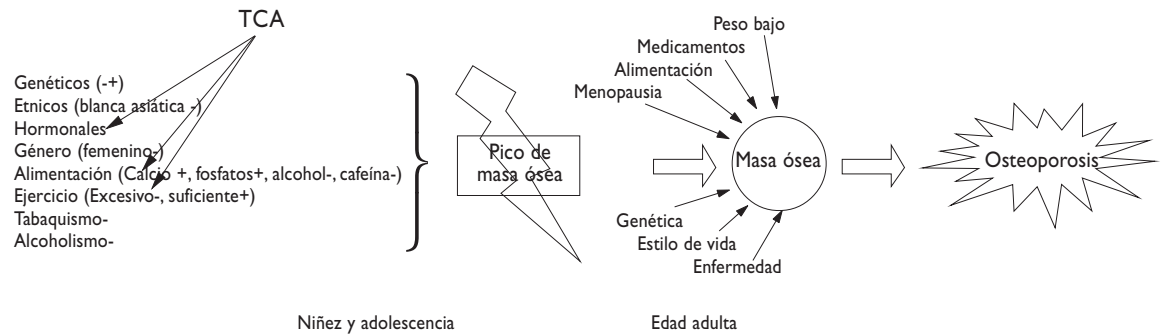 TCA
Genéticos (-+)
Etnicos (blanca asiática -)
Hormonales
Género (femenino-)
Alimentación (Calcio +, fosfatos+, alcohol-, cafeína-)
Ejercicio (Excesivo-, suficiente+)
Tabaquismo-
Alcoholismo-
Pico de
masa ósea
Peso bajo
Medicamentos
Alimentación
Menopausia
Masa ósea
Genética
Estilo de vida
Enfermedad
Osteoporosis
Niñez y adolescencia
Edad adulta